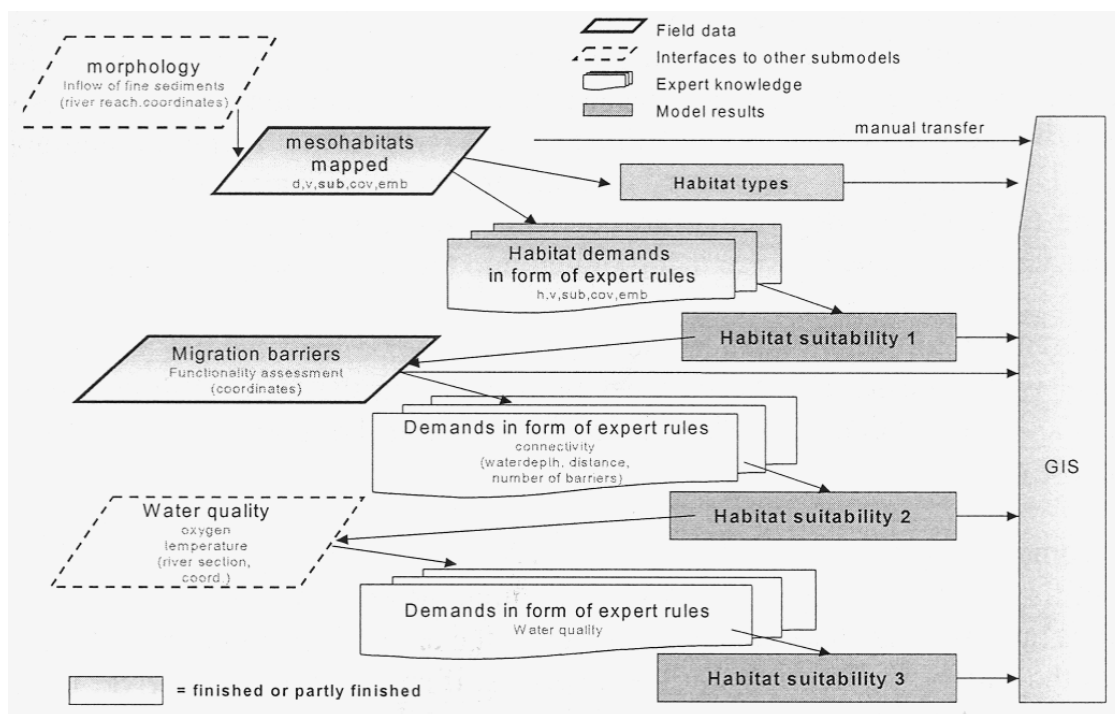 Field data
Interfaces to other submodels
Expert knowledge
Model results
morphology
Inflow of fine sediments
(river reach.coordinates)
manual transfer
mesohabitats
mapped
d,v,sub,cov,emb
Habitat types
Habitat demands
in form of expert rules
h,v,sub,cov,emb
Habitat suitability 1
Migration barriers
Functionality assessment
(coordinates)
Demands in form of expert rules
connectivity
(waterdeplh, distance,
number of barriers)
GIS
Habitat suitability 2
Water quality
oxygen
temperature
(river section,
coord.)
Demands in form of expert rules
Water quality
Habitat suitability 3
= finished or partly finished